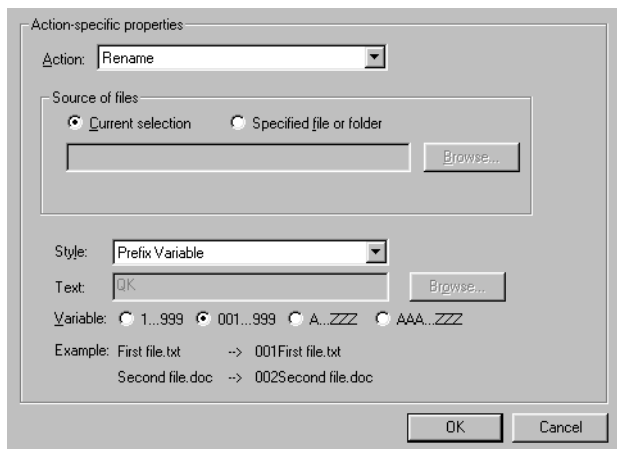 Action-specific properties
Action: Rename
Source of files
Current selection Specified file or folder
Browse...
Style: Prefix Variable
Text: QK Browse...
Variable: 1...999 001...999 A...ZZZ AAA...ZZZ
Example: First file.txt --> 001First file.txt
Second file.doc --> 002Second file.doc
OK Cancel